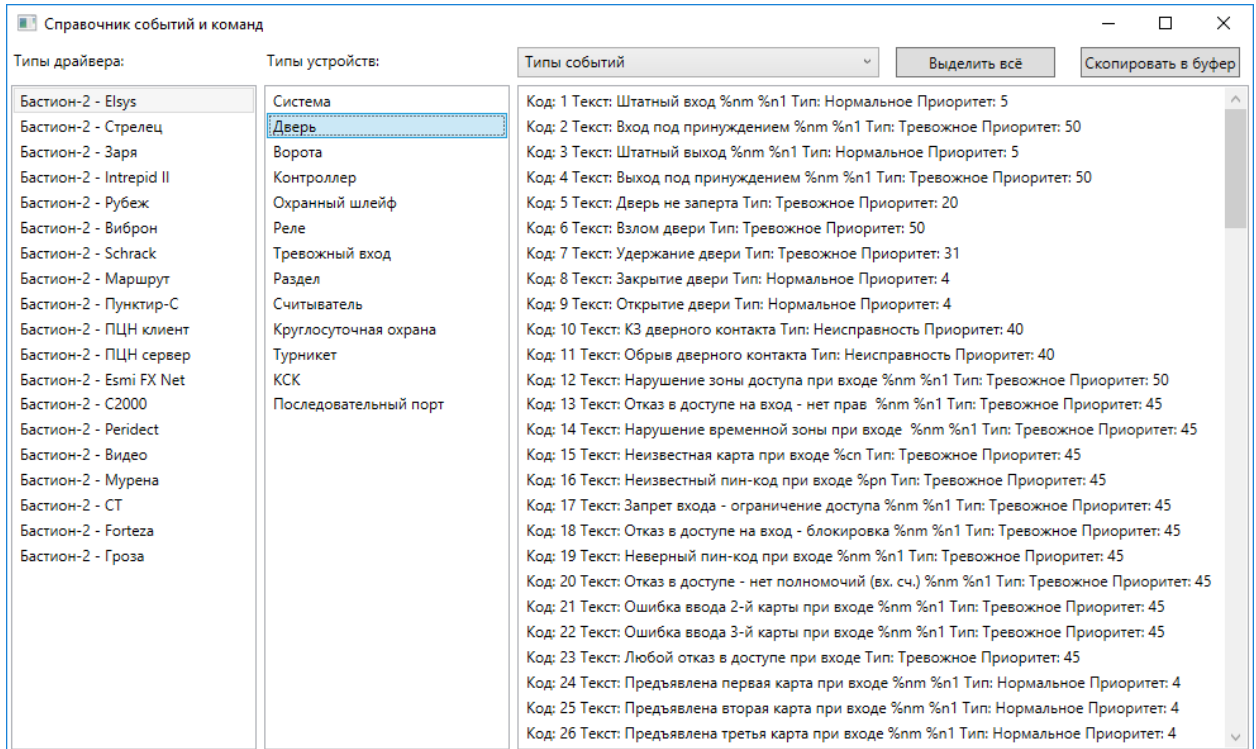 Справочник событий и команд
Типы драйвера:
Типы устройств:
Типы событий
Выделить всё
Скопировать в буфер
Бастион-2 - Elsys
Бастион-2 - Стрелец
Бастион-2 - Заря
Бастион-2 - Intrepid II
Бастион-2 - Рубеж
Бастион-2 - Виброн
Бастион-2 - Schrack
Бастион-2 - Маршрут
Бастион-2 - Пунктир-С
Бастион-2 - ПЦН клиент
Бастион-2 - ПЦН сервер
Бастион-2 - Esmi FX Net
Бастион-2 - С2000
Бастион-2 - Peridect
Бастион-2 - Видео
Бастион-2 - Мурена
Бастион-2 - СТ
Бастион-2 - Forteza
Бастион-2 - Гроза
Система
Дверь
Ворота
Контроллер
Охранный шлейф
Реле
Тревожный вход
Раздел
Считыватель
Круглосуточная охрана
Турникет
КСК
Последовательный порт
Код: 1 Текст: Штатный вход %nm %n1 Тип: Нормальное Приоритет: 5
Код: 2 Текст: Вход под принуждением %nm %n1 Тип: Тревожное Приоритет: 50
Код: 3 Текст: Штатный выход %nm %n1 Тип: Нормальное Приоритет: 5
Код: 4 Текст: Выход под принуждением %nm %n1 Тип: Тревожное Приоритет: 50
Код: 5 Текст: Дверь не заперта Тип: Тревожное Приоритет: 20
Код: 6 Текст: Взлом двери Тип: Тревожное Приоритет: 50
Код: 7 Текст: Удержание двери Тип: Тревожное Приоритет: 31
Код: 8 Текст: Закрытие двери Тип: Нормальное Приоритет: 4
Код: 9 Текст: Открытие двери Тип: Нормальное Приоритет: 4
Код: 10 Текст: КЗ дверного контакта Тип: Неисправность Приоритет: 40
Код: 11 Текст: Обрыв дверного контакта Тип: Неисправность Приоритет: 40
Код: 12 Текст: Нарушение зоны доступа при входе %nm %n1 Тип: Тревожное Приоритет: 50
Код: 13 Текст: Отказ в доступе на вход - нет прав  %nm %n1 Тип: Тревожное Приоритет: 45
Код: 14 Текст: Нарушение временной зоны при входе  %nm %n1 Тип: Тревожное Приоритет: 45
Код: 15 Текст: Неизвестная карта при входе %cn Тип: Тревожное Приоритет: 45
Код: 16 Текст: Неизвестный пин-код при входе %pn Тип: Тревожное Приоритет: 45
Код: 17 Текст: Запрет входа - ограничение доступа %nm %n1 Тип: Тревожное Приоритет: 45
Код: 18 Текст: Отказ в доступе на вход - блокировка %nm %n1 Тип: Тревожное Приоритет: 45
Код: 19 Текст: Неверный пин-код при входе %nm %n1 Тип: Тревожное Приоритет: 45
Код: 20 Текст: Отказ в доступе - нет полномочий (вх. сч.) %nm %n1 Тип: Тревожное Приоритет: 45
Код: 21 Текст: Ошибка ввода 2-й карты при входе %nm %n1 Тип: Тревожное Приоритет: 45
Код: 22 Текст: Ошибка ввода 3-й карты при входе %nm %n1 Тип: Тревожное Приоритет: 45
Код: 23 Текст: Любой отказ в доступе при входе Тип: Тревожное Приоритет: 45
Код: 24 Текст: Предъявлена первая карта при входе %nm %n1 Тип: Нормальное Приоритет: 4
Код: 25 Текст: Предъявлена вторая карта при входе %nm %n1 Тип: Нормальное Приоритет: 4
Код: 26 Текст: Предъявлена третья карта при входе %nm %n1 Тип: Нормальное Приоритет: 4